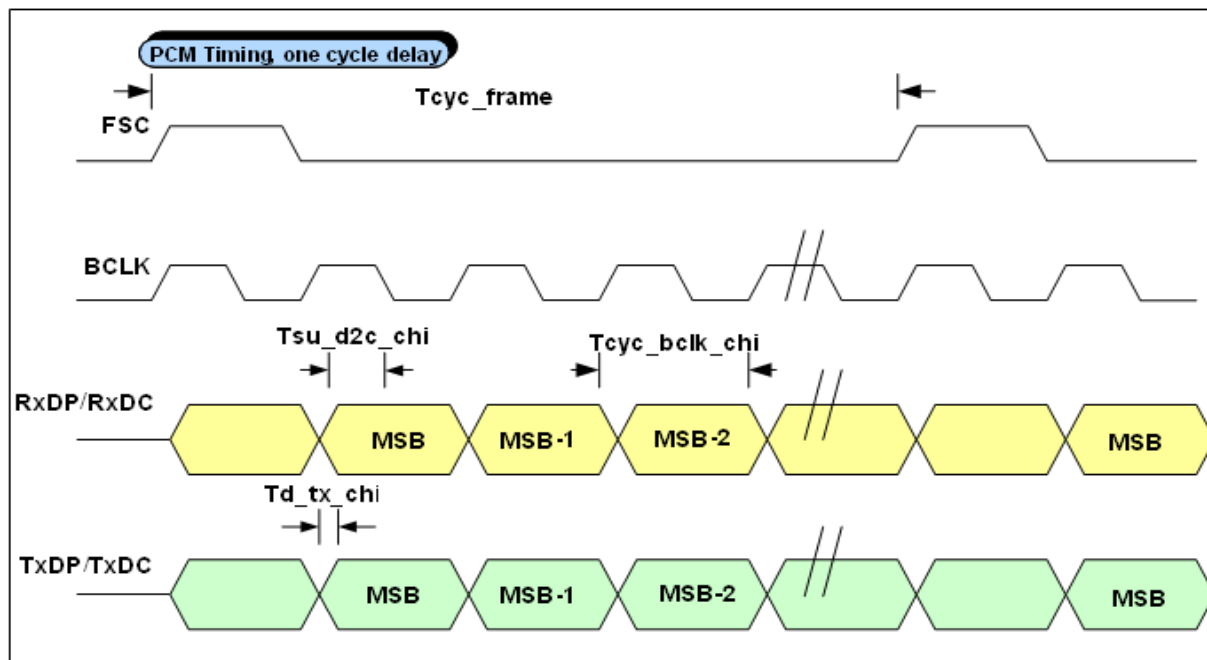 PCM Timing, one cycle delay
Tcyc_frame
FSC
BCLK
Tsu_d2c_chi
Tcyc_bclk_chi
RxDP/RxDC
MSB
MSB-1
MSB-2
MSB
Td_tx_chi
TxDP/TxDC
MSB
MSB-1
MSB-2
MSB